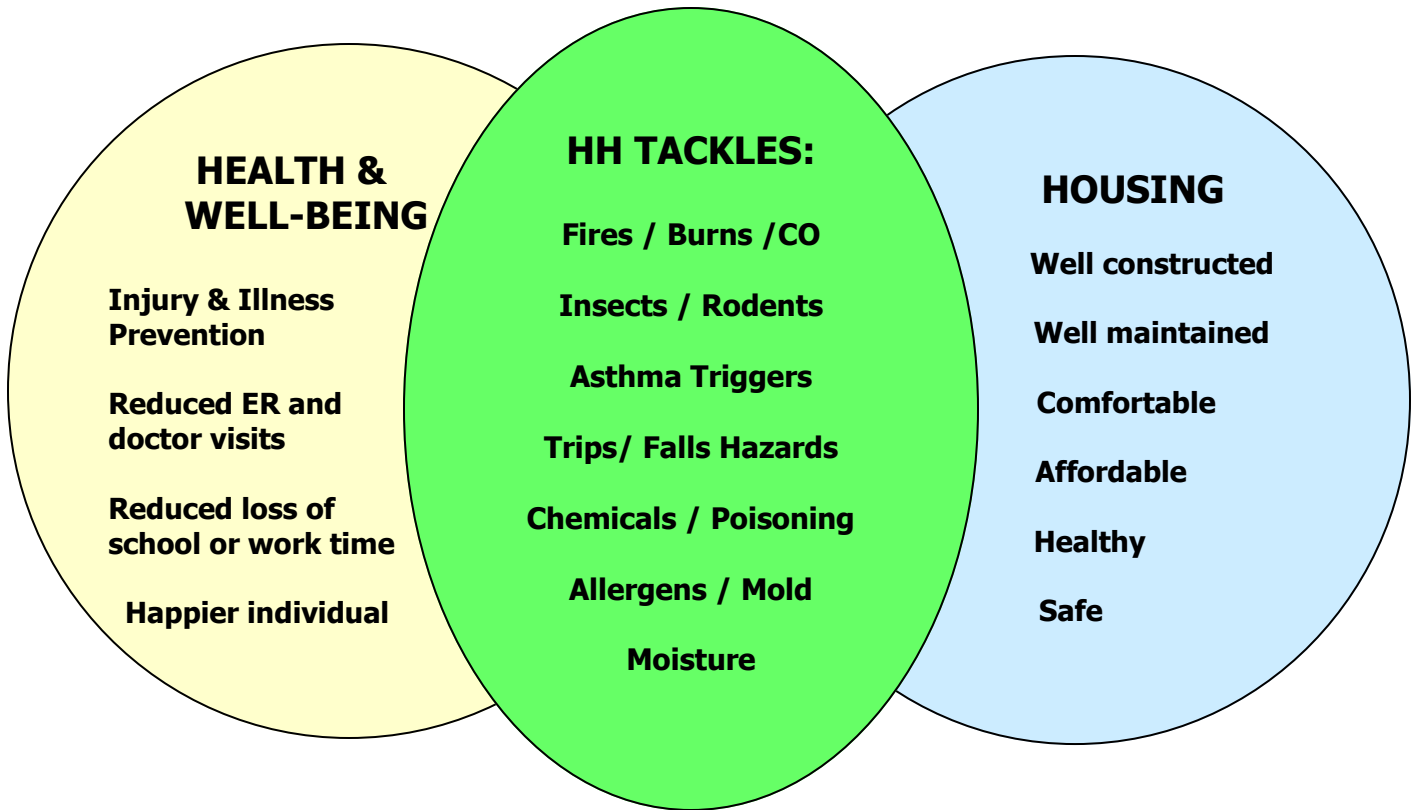 HEALTH &
WELL-BEING
Injury & Illness
Prevention
Reduced ER and
doctor visits
Reduced loss of
school or work time
Happier individual
HH TACKLES:
Fires / Burns /CO
Insects / Rodents
Asthma Triggers
Trips/ Falls Hazards
Chemicals / Poisoning
Allergens / Mold
Moisture
HOUSING
Well constructed
Well maintained
Comfortable
Affordable
Healthy
Safe